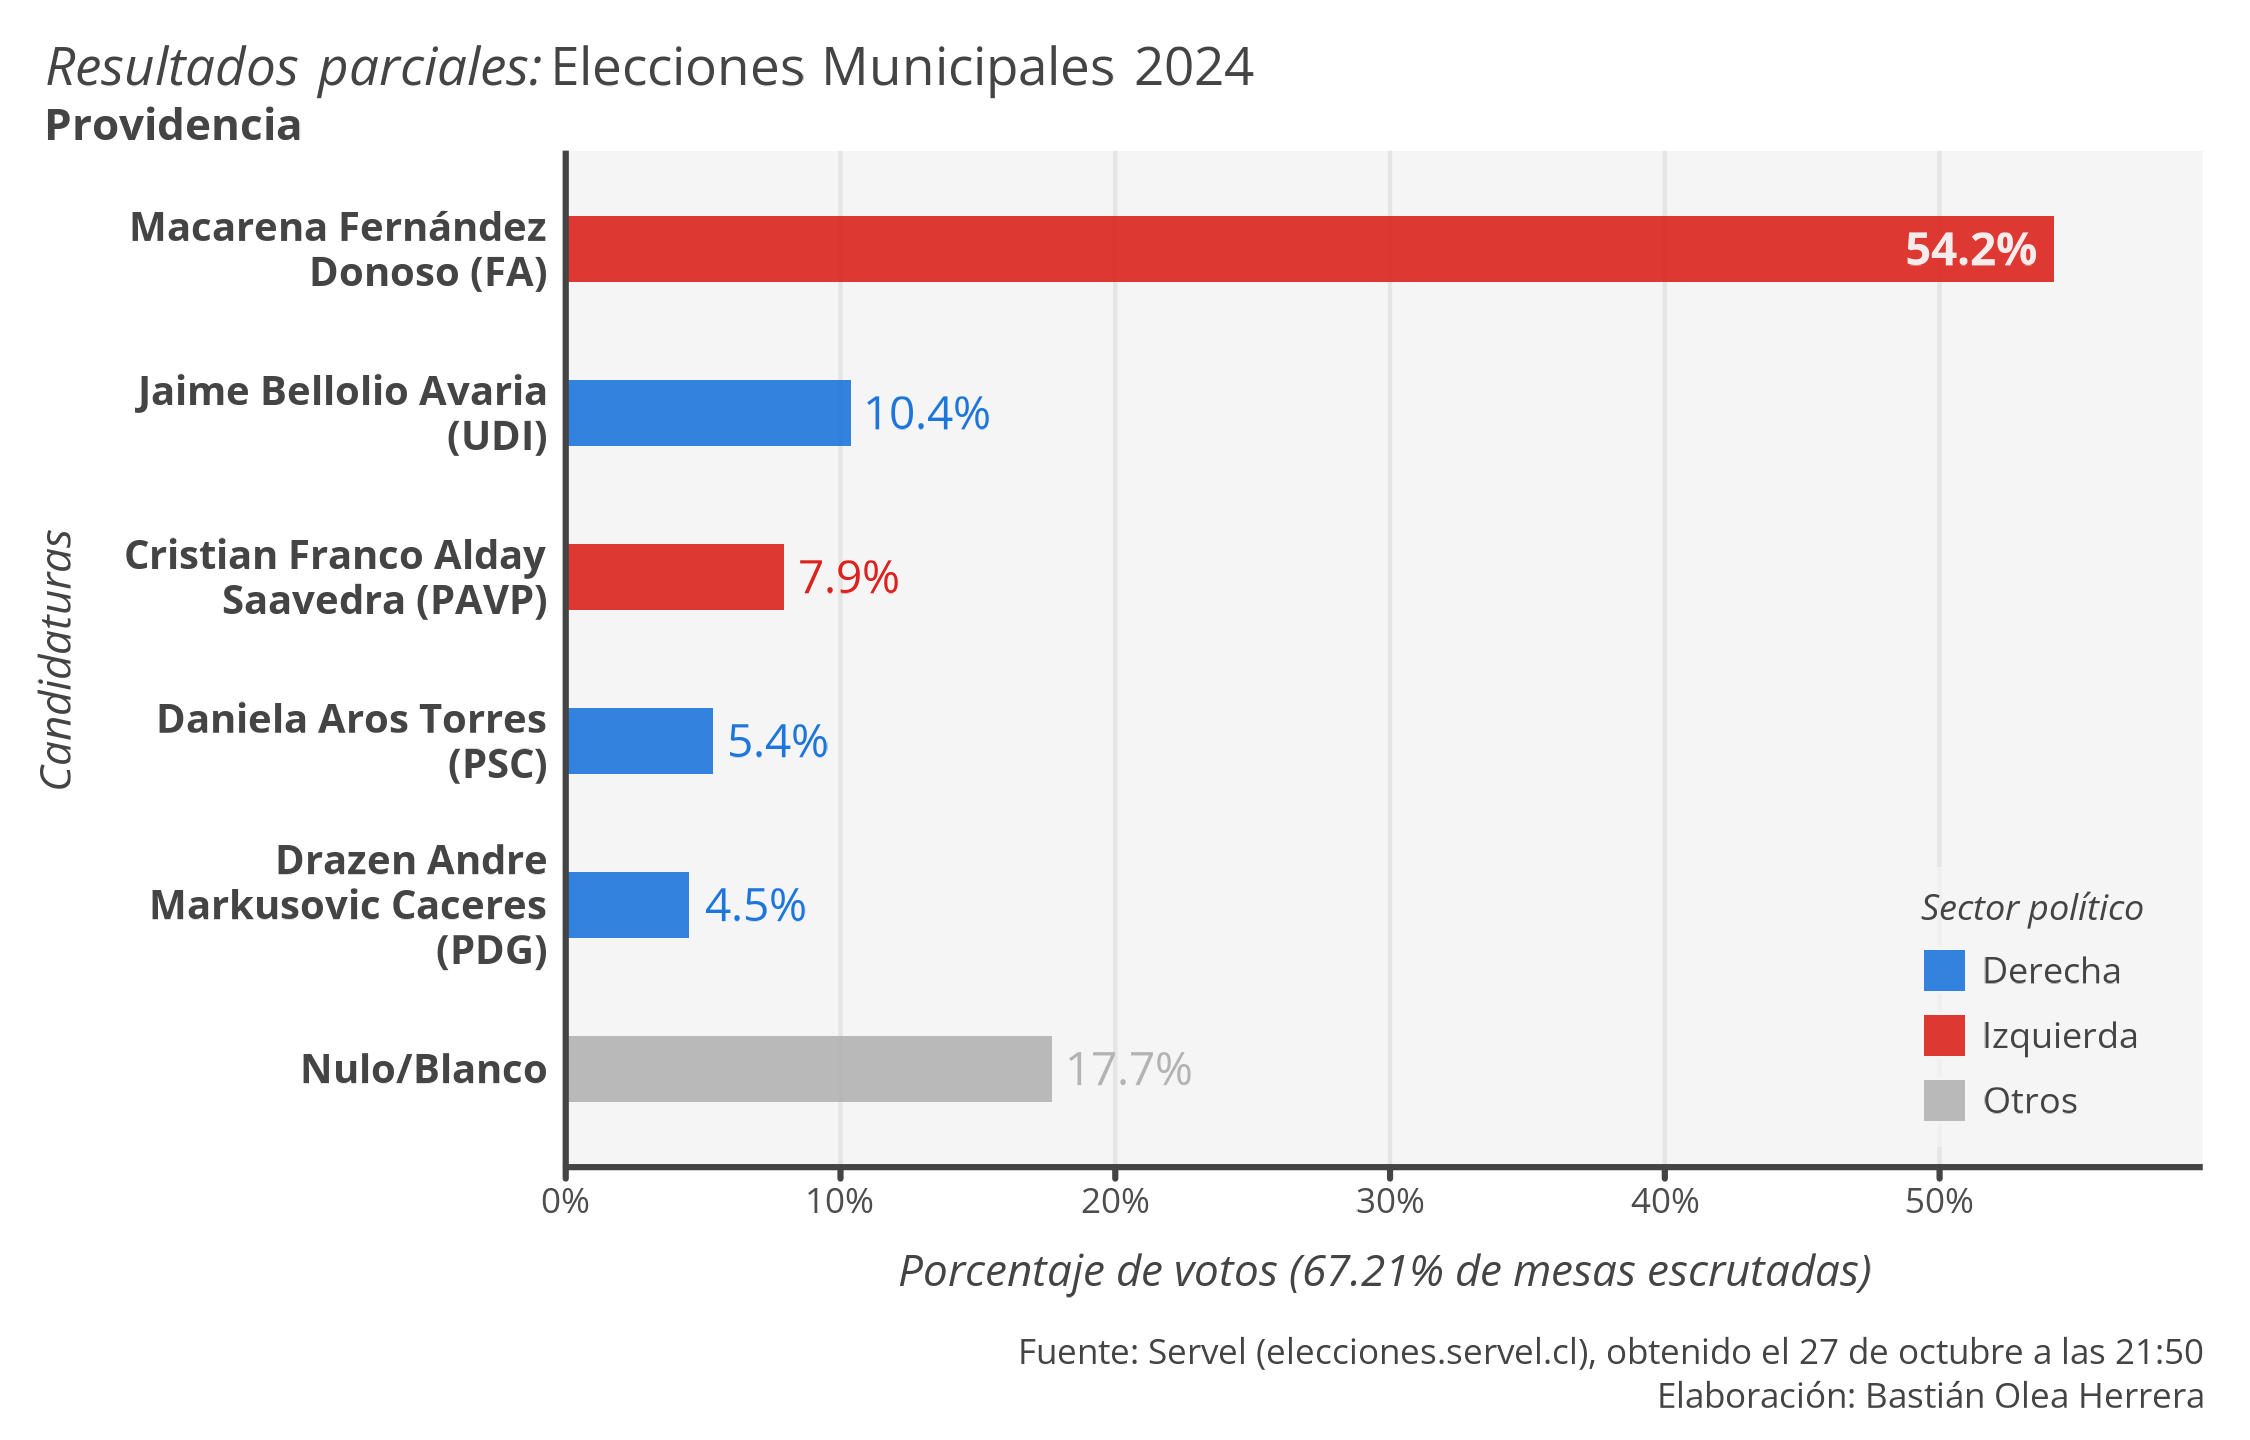 Resultados parciales: Elecciones Municipales 2024
Providencia
Candidaturas
Macarena Fernández
Donoso (FA)
54.2%
Jaime Bellolio Avaria
(UDI)
10.4%
Cristian Franco Alday
Saavedra (PAVP)
7.9%
Daniela Aros Torres
(PSC)
5.4%
Drazen Andre
Markusovic Caceres
(PDG)
4.5%
Nulo/Blanco
17.7%
Sector político
Derecha
Izquierda
Otros
0% 10% 20% 30% 40% 50%
Porcentaje de votos (67.21% de mesas escrutadas)
Fuente: Servel (elecciones.servel.cl), obtenido el 27 de octubre a las 21:50
Elaboración: Bastián Olea Herrera